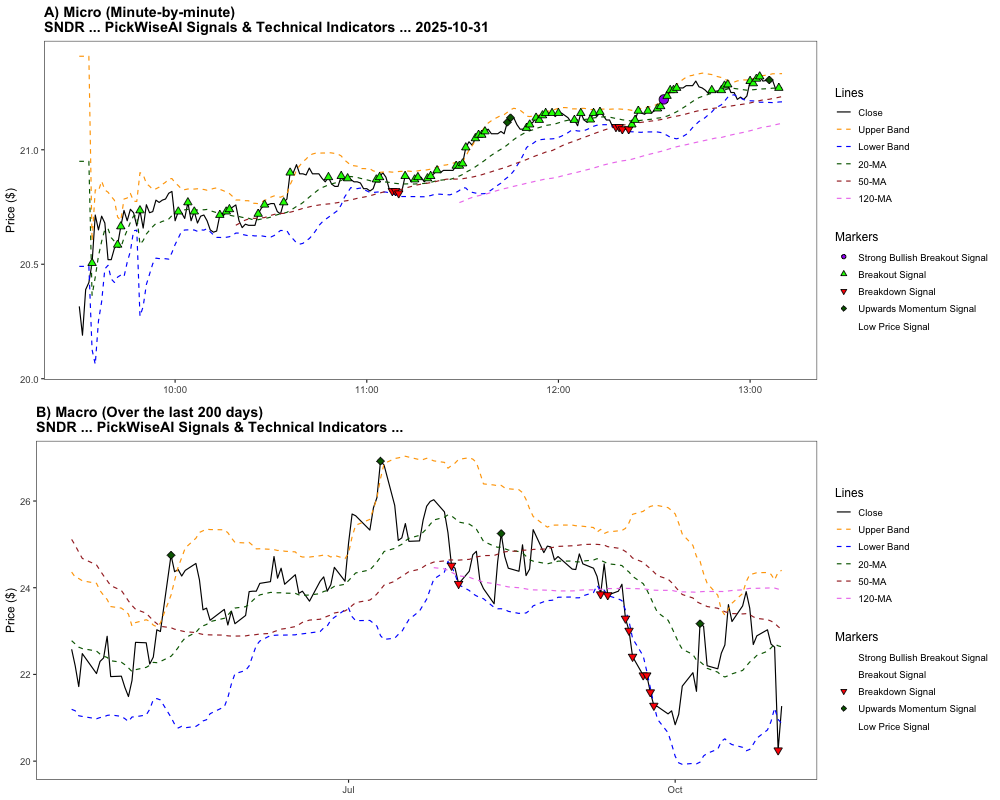 A) Micro (Minute-by-minute)
SNDR ... PickWiseAI Signals & Technical Indicators ... 2025-10-31
Price ($)
21.0
20.5
20.0
10:00
11:00
12:00
13:00
Lines
Close
Upper Band
Lower Band
20-MA
50-MA
120-MA
Markers
Strong Bullish Breakout Signal
Breakout Signal
Breakdown Signal
Upwards Momentum Signal
Low Price Signal
B) Macro (Over the last 200 days)
SNDR ... PickWiseAI Signals & Technical Indicators ...
Price ($)
26
24
22
20
Jul
Oct
Lines
Close
Upper Band
Lower Band
20-MA
50-MA
120-MA
Markers
Strong Bullish Breakout Signal
Breakout Signal
Breakdown Signal
Upwards Momentum Signal
Low Price Signal